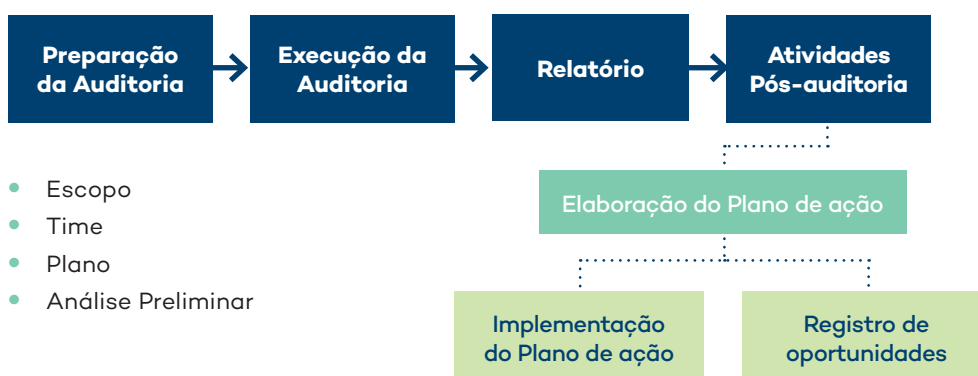 Preparação
da Auditoria
Execução da
Auditoria
Relatório
Atividades
Pós-auditoria
• Escopo
• Time
• Plano
• Análise Preliminar
Elaboração do Plano de ação
Implementação
do Plano de ação
Registro de
oportunidades